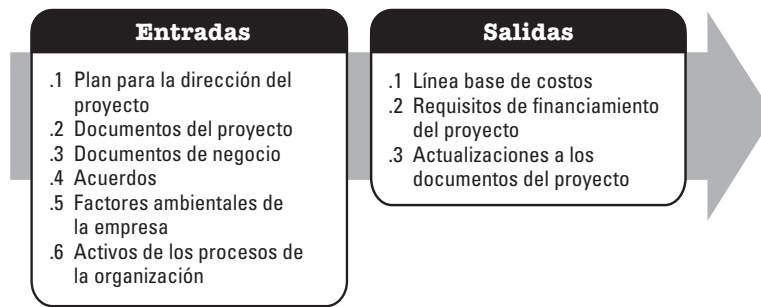 Entradas
.1 Plan para la dirección del
proyecto
.2 Documentos del proyecto
.3 Documentos de negocio
.4 Acuerdos
.5 Factores ambientales de
la empresa
.6 Activos de los procesos de
la organización
Salidas
.1 Línea base de costos
.2 Requisitos de financiamiento
del proyecto
.3 Actualizaciones a los
documentos del proyecto